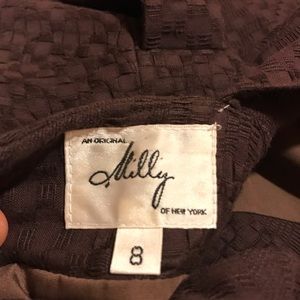 AN ORIGINAL
Milly
OF NEW YORK
8